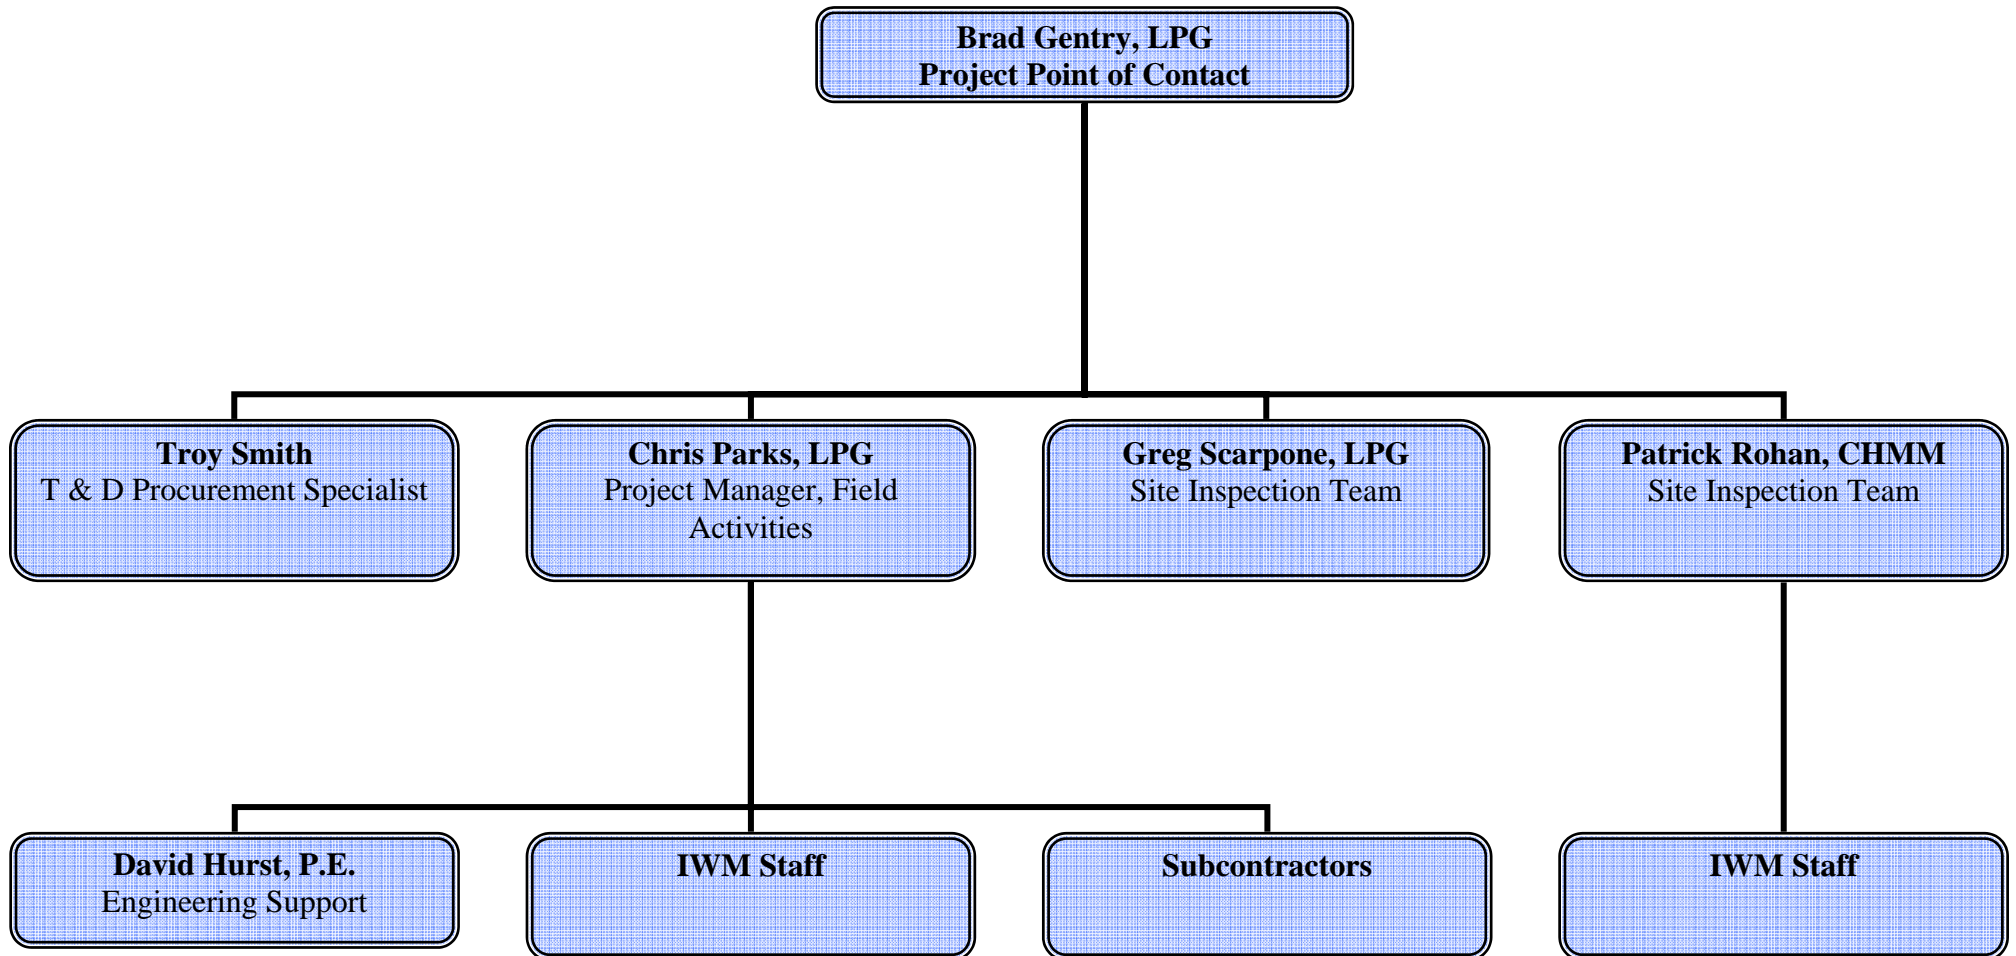 Brad Gentry, LPG
Project Point of Contact
Troy Smith
T & D Procurement Specialist
Chris Parks, LPG
Project Manager, Field
Activities
Greg Scarpone, LPG
Site Inspection Team
Patrick Rohan, CHMM
Site Inspection Team
David Hurst, P.E.
Engineering Support
IWM Staff
Subcontractors
IWM Staff